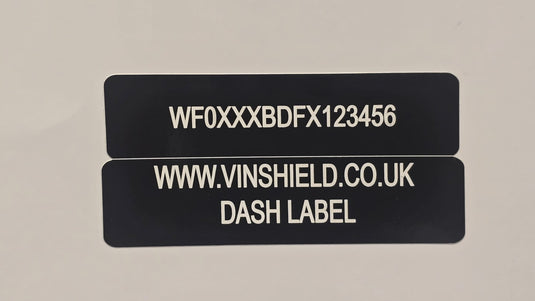 WF0XXXBDFX123456
WWW.VINSHIELD.CO.UK
DASH LABEL